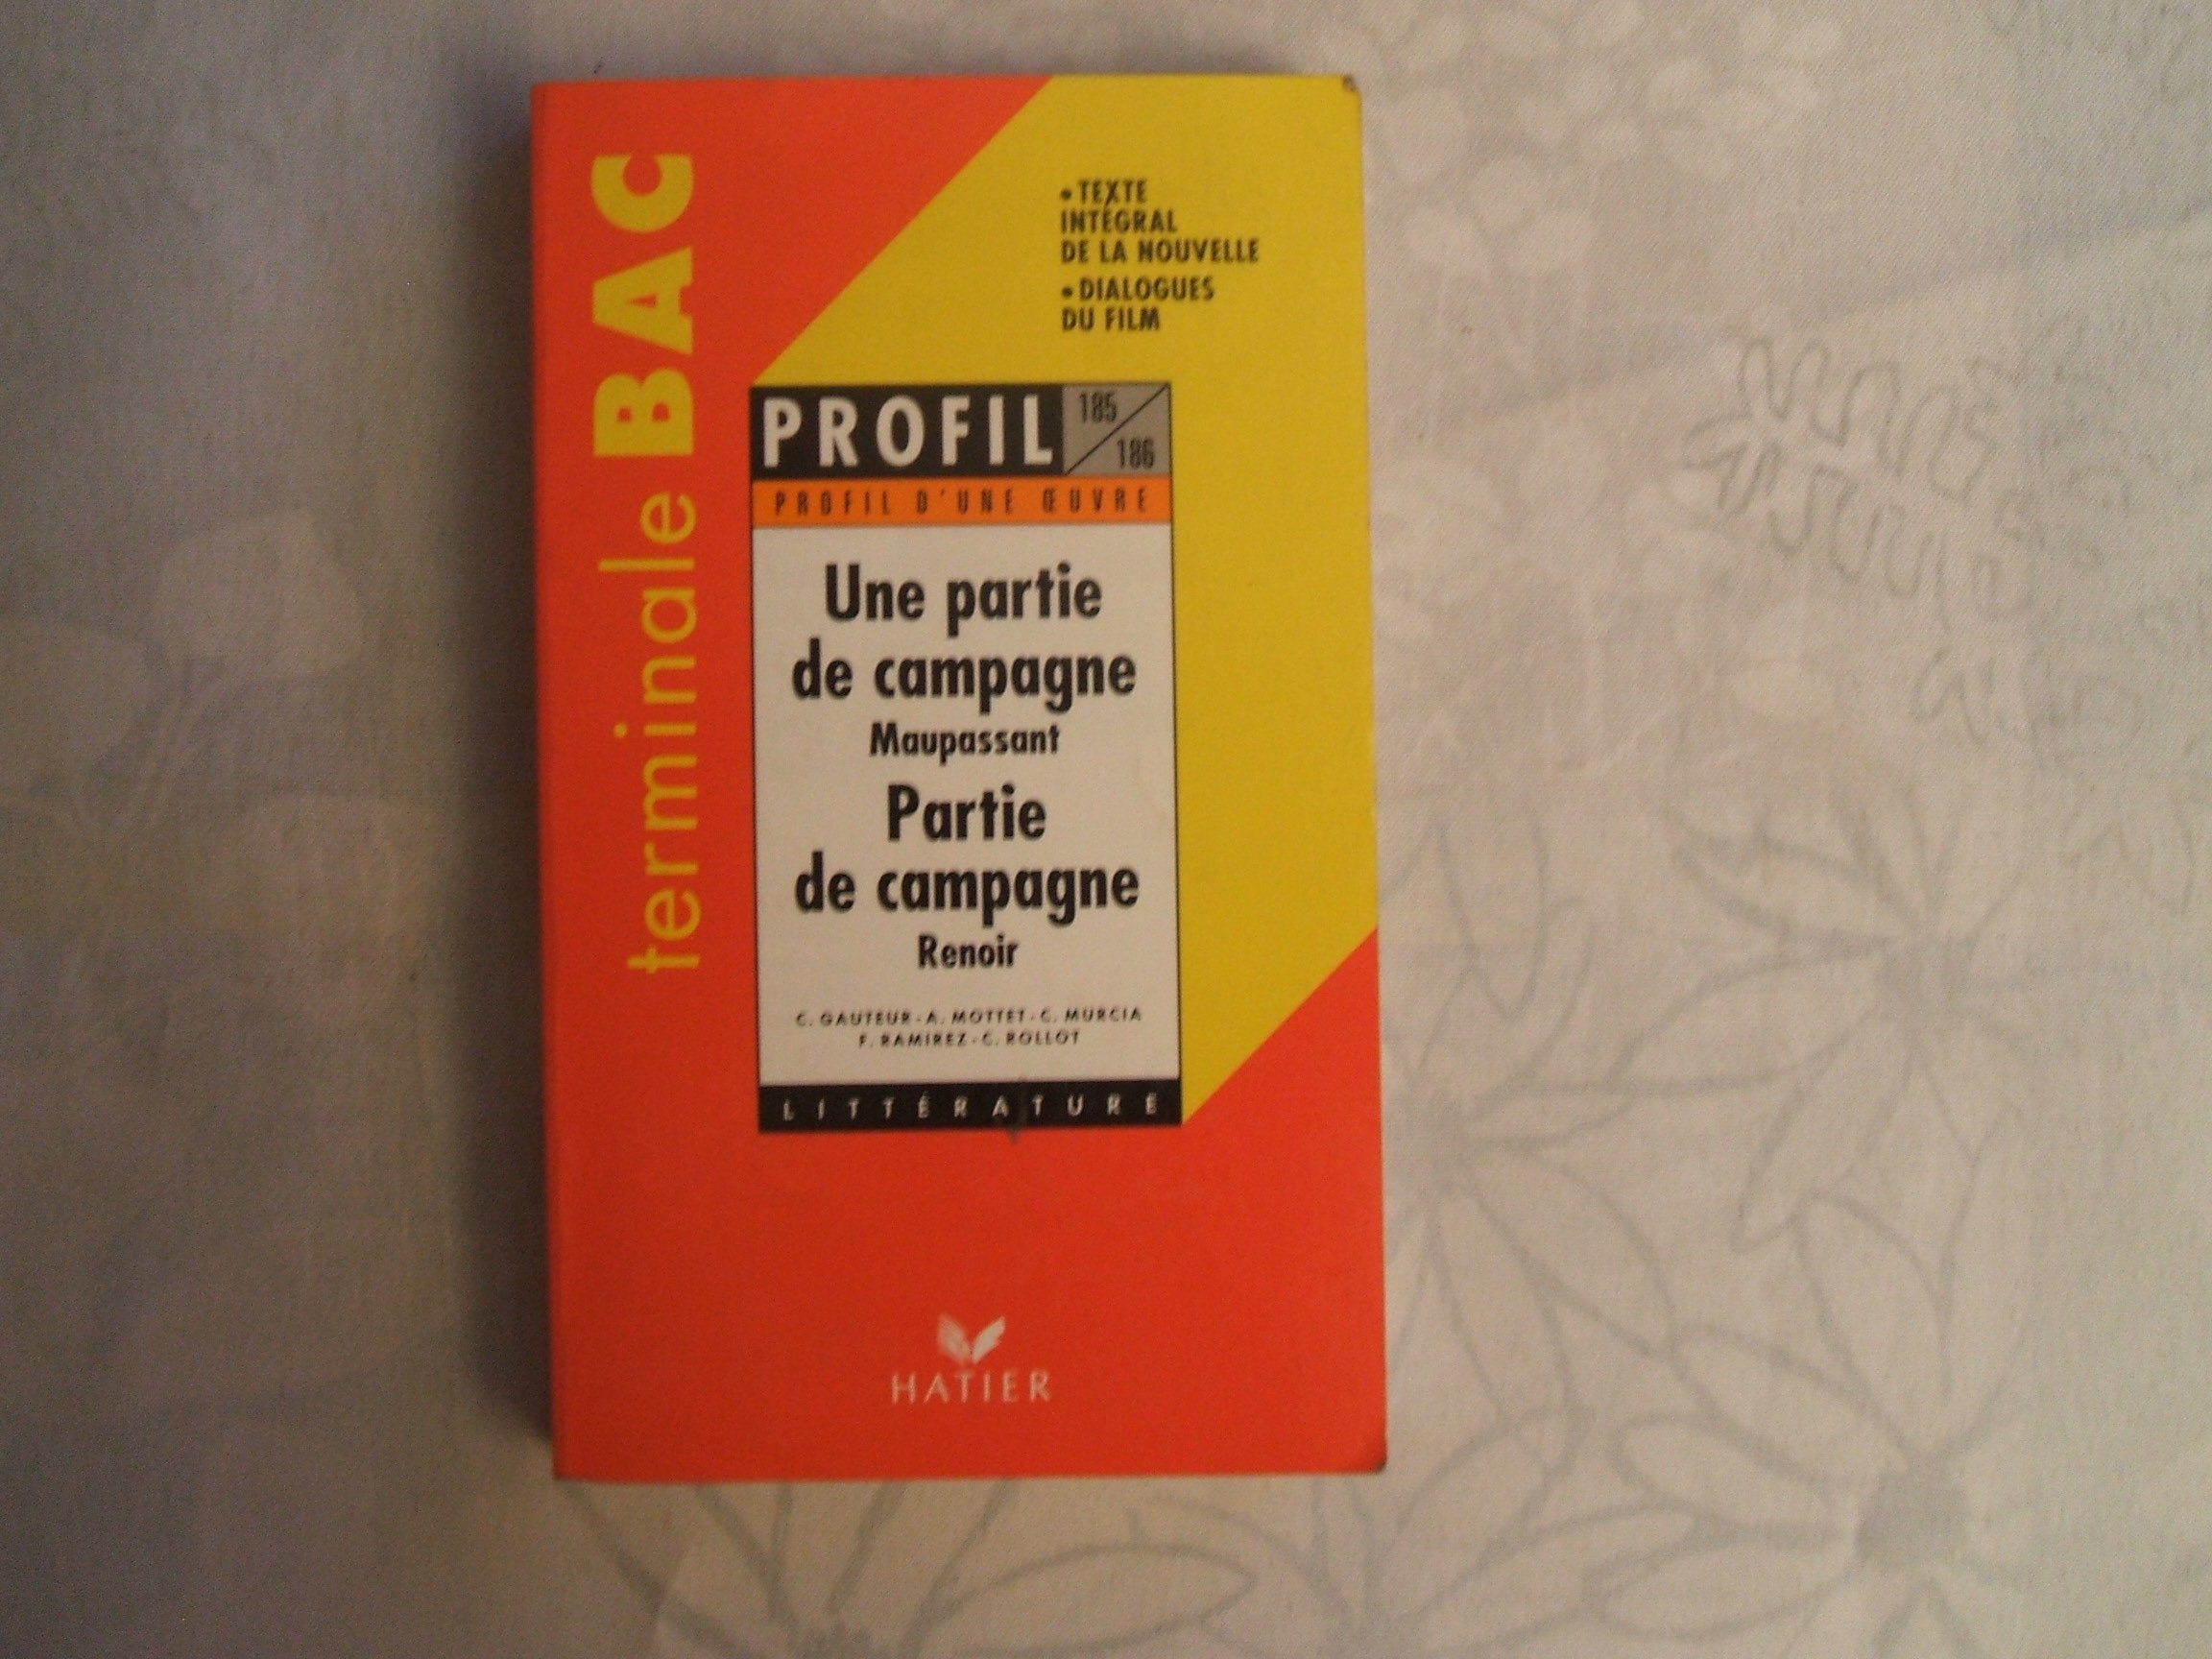 terminale BAC
• TEXTE
INTÉGRAL
DE LA NOUVELLE
• DIALOGUES
DU FILM
PROFIL 185/186
PROFIL D'UNE ŒUVRE
Une partie
de campagne
Maupassant
Partie
de campagne
Renoir
C. GAUTEUR - A. MOTTET - C. MURCIA
F. RAMIREZ - C. ROLLOT
LITTÉRATURE
HATIER